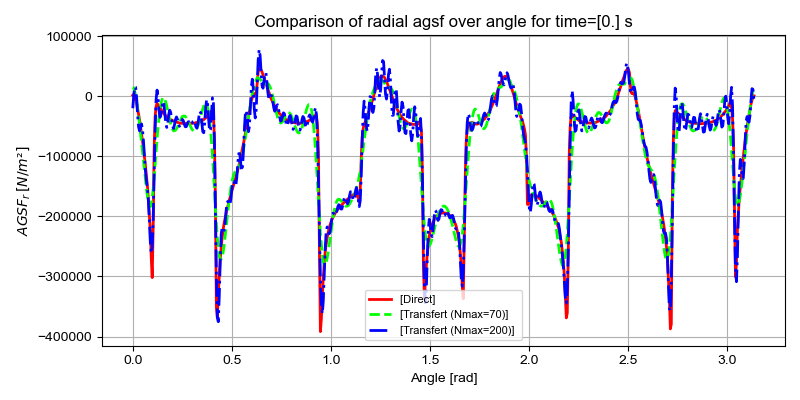 Comparison of radial agsf over angle for time=[0.] s
100000
0
−100000
−200000
−300000
−400000
AGSF_r [N/m²]
[Direct]
[Transfert (Nmax=70)]
[Transfert (Nmax=200)]
0.0 0.5 1.0 1.5 2.0 2.5 3.0
Angle [rad]